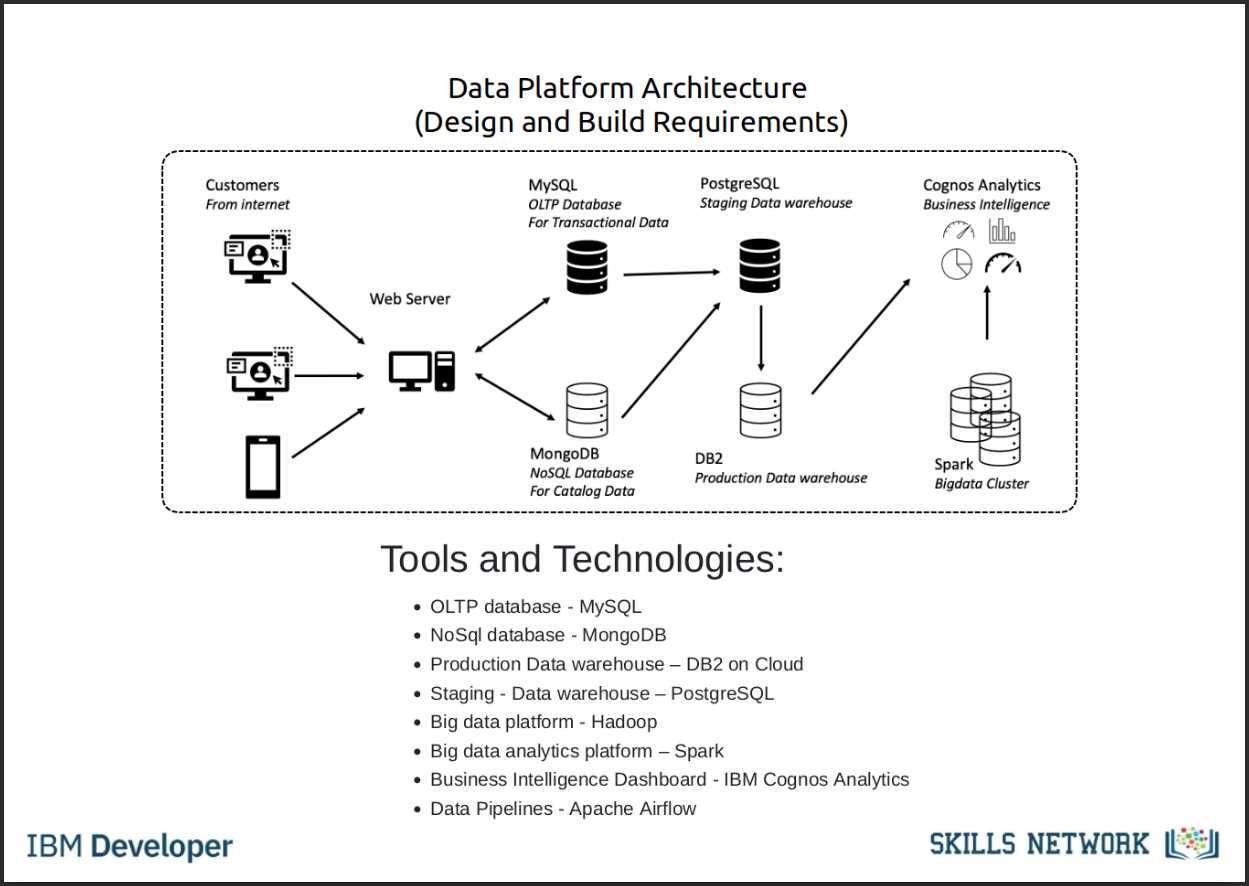 Data Platform Architecture
(Design and Build Requirements)
Customers
From internet
MySQL
OLTP Database
For Transactional Data
PostgreSQL
Staging Data warehouse
Cognos Analytics
Business Intelligence
Web Server
MongoDB
NoSQL Database
For Catalog Data
DB2
Production Data warehouse
Spark
Bigdata Cluster
Tools and Technologies:
• OLTP database - MySQL
• NoSql database - MongoDB
• Production Data warehouse – DB2 on Cloud
• Staging - Data warehouse – PostgreSQL
• Big data platform - Hadoop
• Big data analytics platform – Spark
• Business Intelligence Dashboard - IBM Cognos Analytics
• Data Pipelines - Apache Airflow
IBM Developer
SKILLS NETWORK